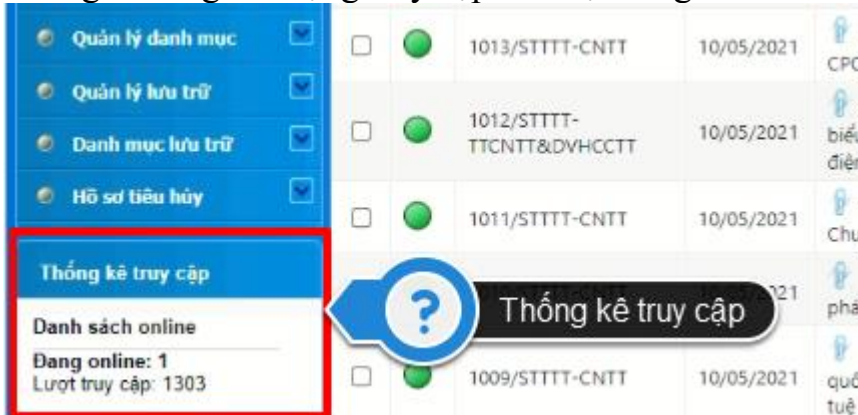 Quản lý danh mục
Quản lý lưu trữ
Danh mục lưu trữ
Hồ sơ tiêu hủy
Thống kê truy cập
Danh sách online
Đang online: 1
Lượt truy cập: 1303
Thống kê truy cập
1013/STTTT-CNTT 10/05/2021
1012/STTTT-
TTCNTT&DVHCCTT 10/05/2021
1011/STTTT-CNTT 10/05/2021
1009/STTTT-CNTT 10/05/2021